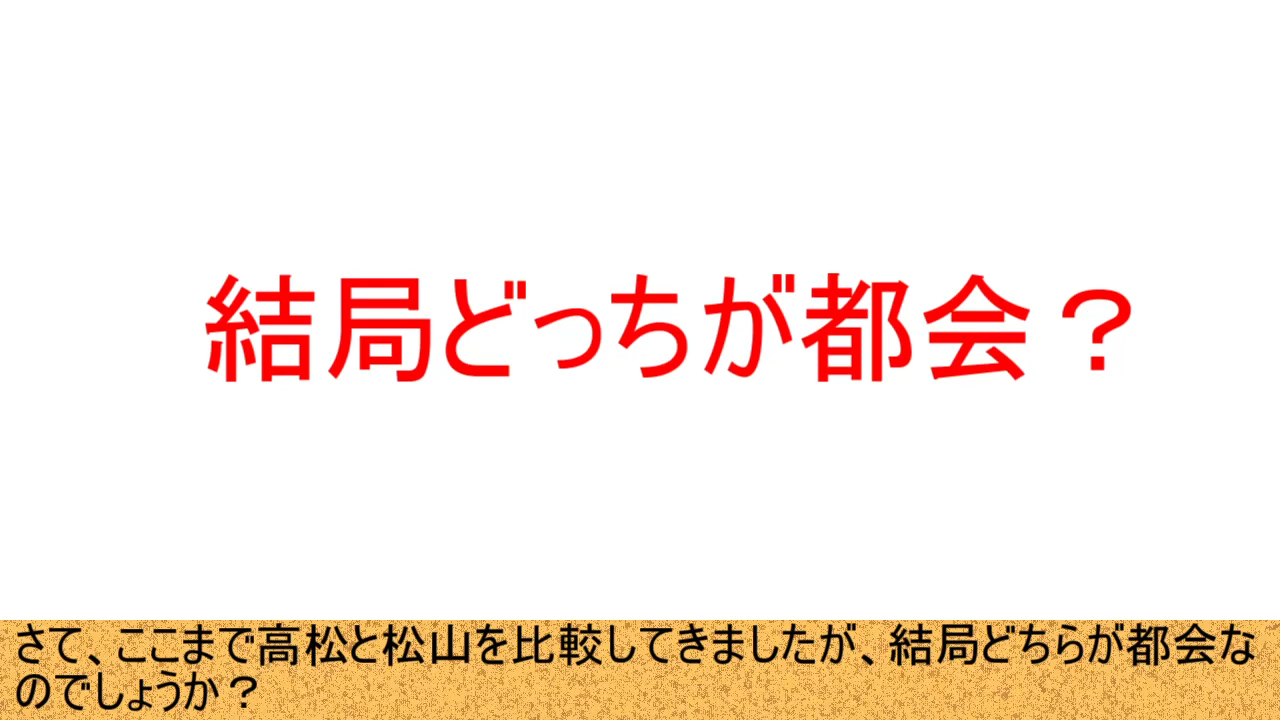 結局どっちが都会？
さて、ここまで高松と松山を比較してきましたが、結局どちらが都会な
のでしょうか？